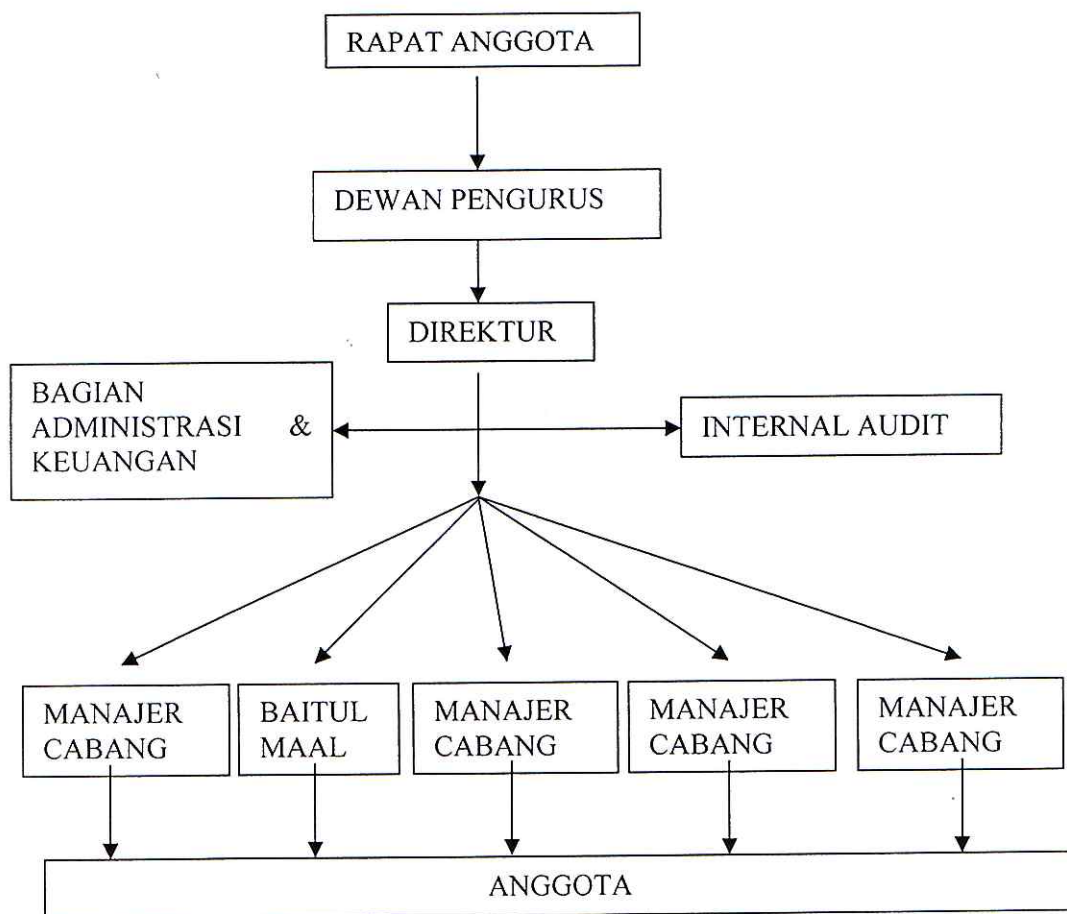 RAPAT ANGGOTA
DEWAN PENGURUS
DIREKTUR
BAGIAN
ADMINISTRASI &
KEUANGAN
INTERNAL AUDIT
MANAJER
CABANG
BAITUL
MAAL
MANAJER
CABANG
MANAJER
CABANG
MANAJER
CABANG
ANGGOTA